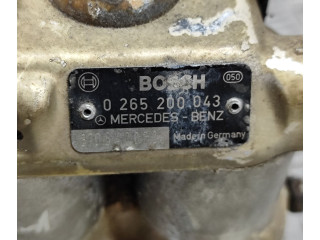 BOSCH
050
0 265 200 043
MERCEDES-BENZ
Made in Germany